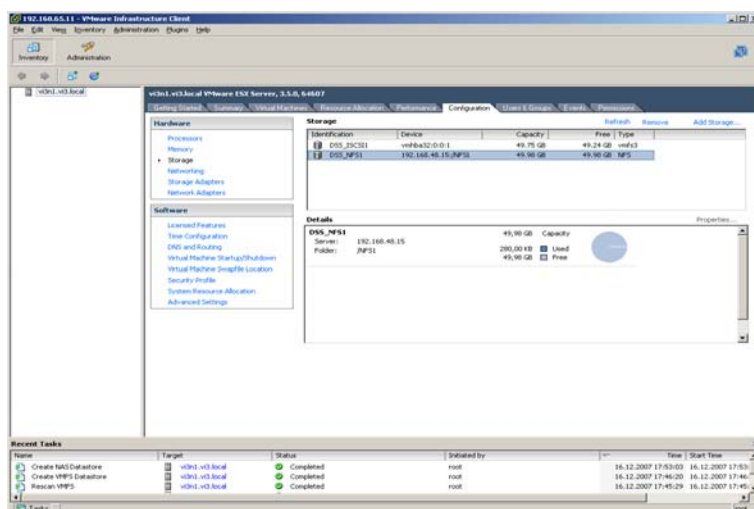 192.168.65.11 - VMware Infrastructure Client
File Edit View Inventory Administration Plugins Help
Inventory Administration
vi3n1.vi3.local
vi3n1.vi3.local VMware ESX Server, 3.5.0, 64607
Getting Started Summary Virtual Machines Resource Allocation Performance Configuration Users & Groups Events Permissions
Hardware
Processors
Memory
Storage
Networking
Storage Adapters
Network Adapters
Software
Licensed Features
Time Configuration
DNS and Routing
Virtual Machine Startup/Shutdown
Virtual Machine Swapfile Location
Security Profile
System Resource Allocation
Advanced Settings
Storage Refresh Remove Add Storage...
Identification Device Capacity Free Type
DSS_ISCSI1 vmhba32:0:0:1 49.75 GB 49.24 GB vmfs3
DSS_NFS1 192.168.48.15:/NFS1 49.98 GB 49.98 GB NFS
Details Properties...
DSS_NFS1 49,98 GB Capacity
Server: 192.168.48.15
Folder: /NFS1
280,00 KB Used
49,98 GB Free
Recent Tasks
Name Target Status Initiated by Time Start Time
Create NAS Datastore vi3n1.vi3.local Completed root 16.12.2007 17:53:03 16.12.2007 17:53:
Create VMFS Datastore vi3n1.vi3.local Completed root 16.12.2007 17:46:20 16.12.2007 17:46:
Rescan VMFS vi3n1.vi3.local Completed root 16.12.2007 17:45:29 16.12.2007 17:45:
Tasks